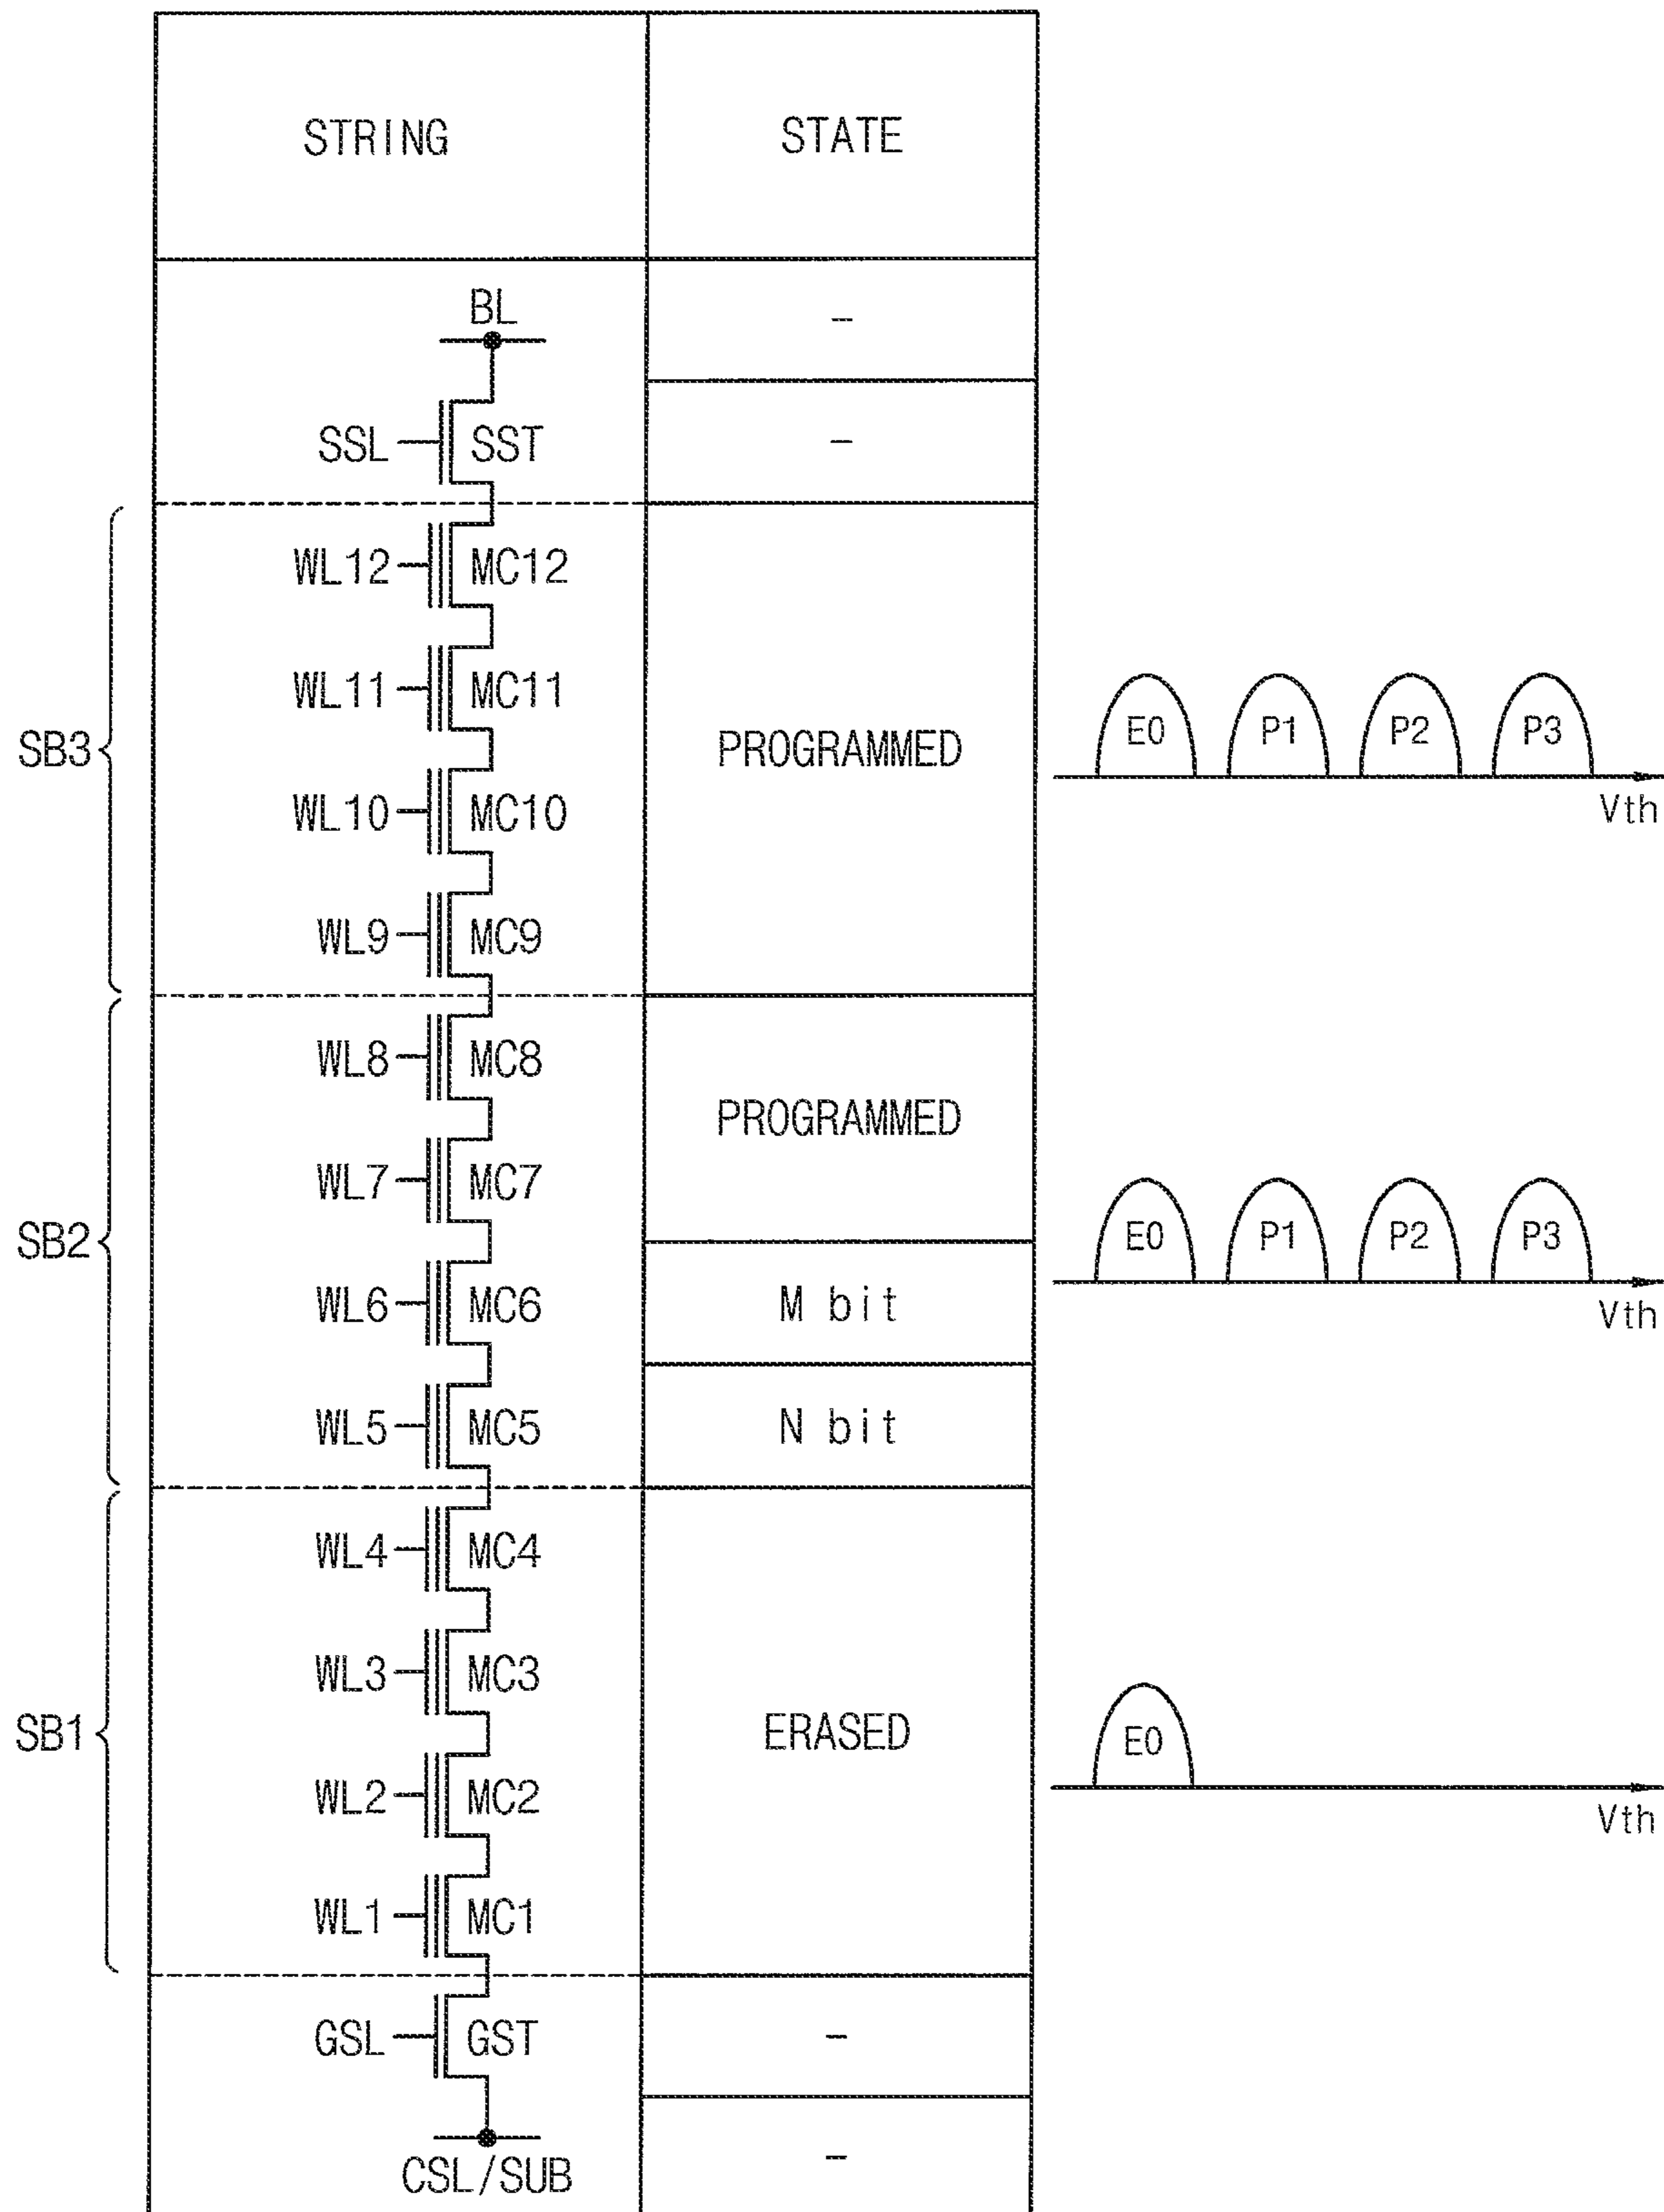 STRING STATE
BL -
SSL SST -
WL12 MC12
WL11 MC11
E0 P1 P2 P3
SB3 PROGRAMMED
Vth
WL10 MC10
WL9 MC9
WL8 MC8
PROGRAMMED
WL7 MC7
SB2 E0 P1 P2 P3
WL6 MC6 M bit
Vth
WL5 MC5 N bit
WL4 MC4
WL3 MC3
SB1 ERASED E0
WL2 MC2
Vth
WL1 MC1
GSL GST -
CSL/SUB -